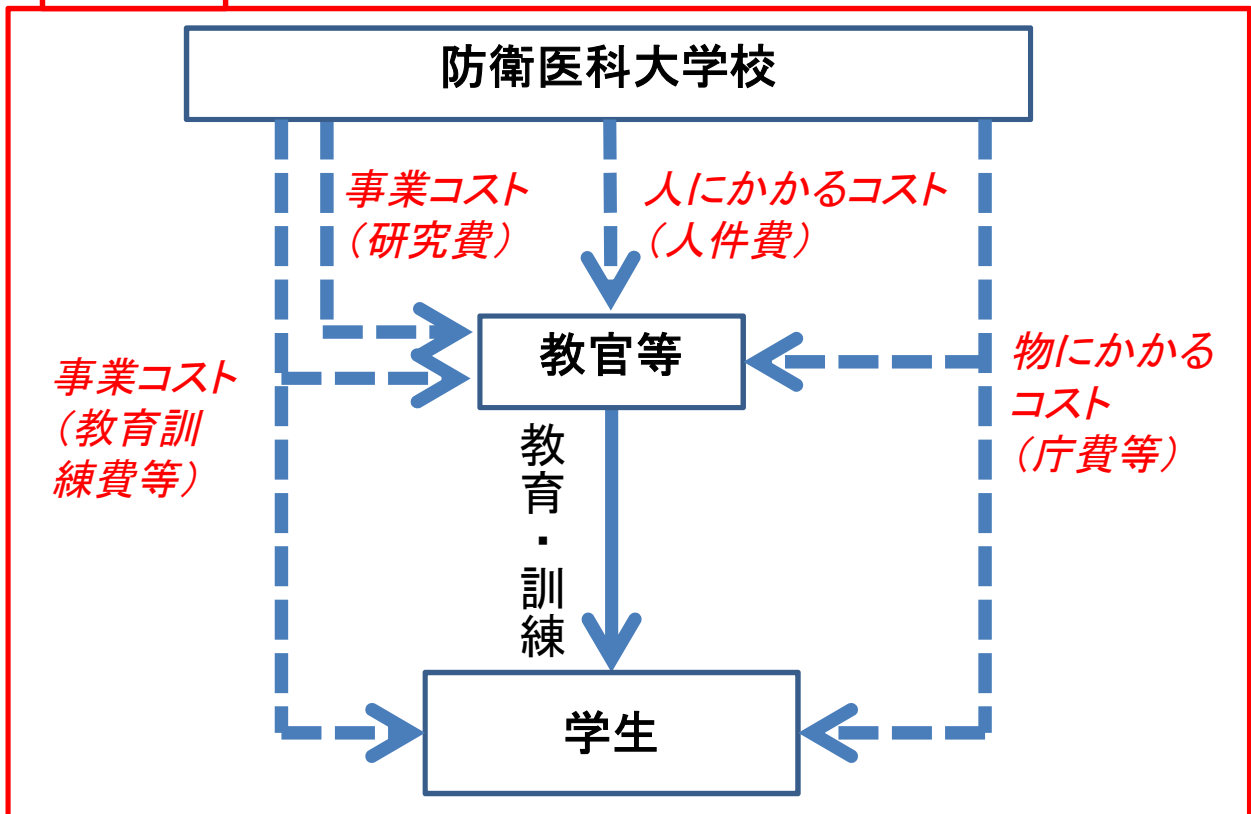 防衛医科大学校
事業コスト
（研究費）
人にかかるコスト
（人件費）
教官等
事業コスト
（教育訓
練費等）
物にかかる
コスト
（庁費等）
教育・訓練
学生